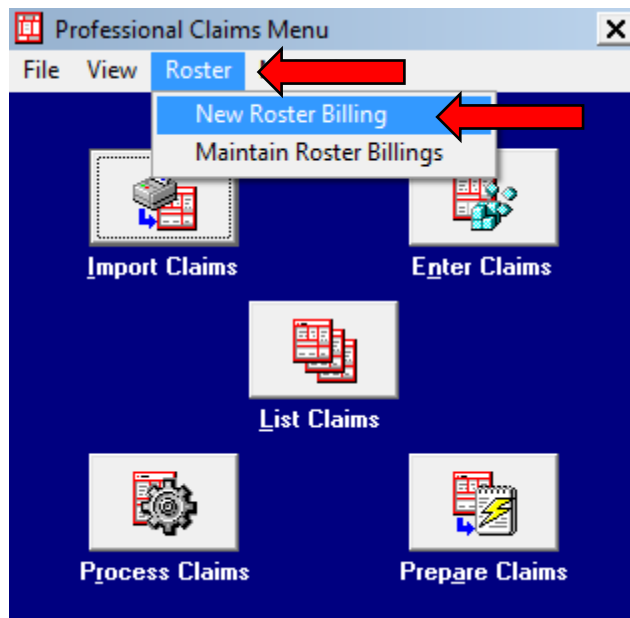 Professional Claims Menu
File View Roster
New Roster Billing
Maintain Roster Billings
Import Claims Enter Claims
List Claims
Process Claims Prepare Claims